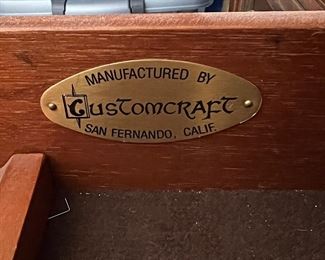 MANUFACTURED BY
CUSTOMCRAFT
SAN FERNANDO, CALIF.